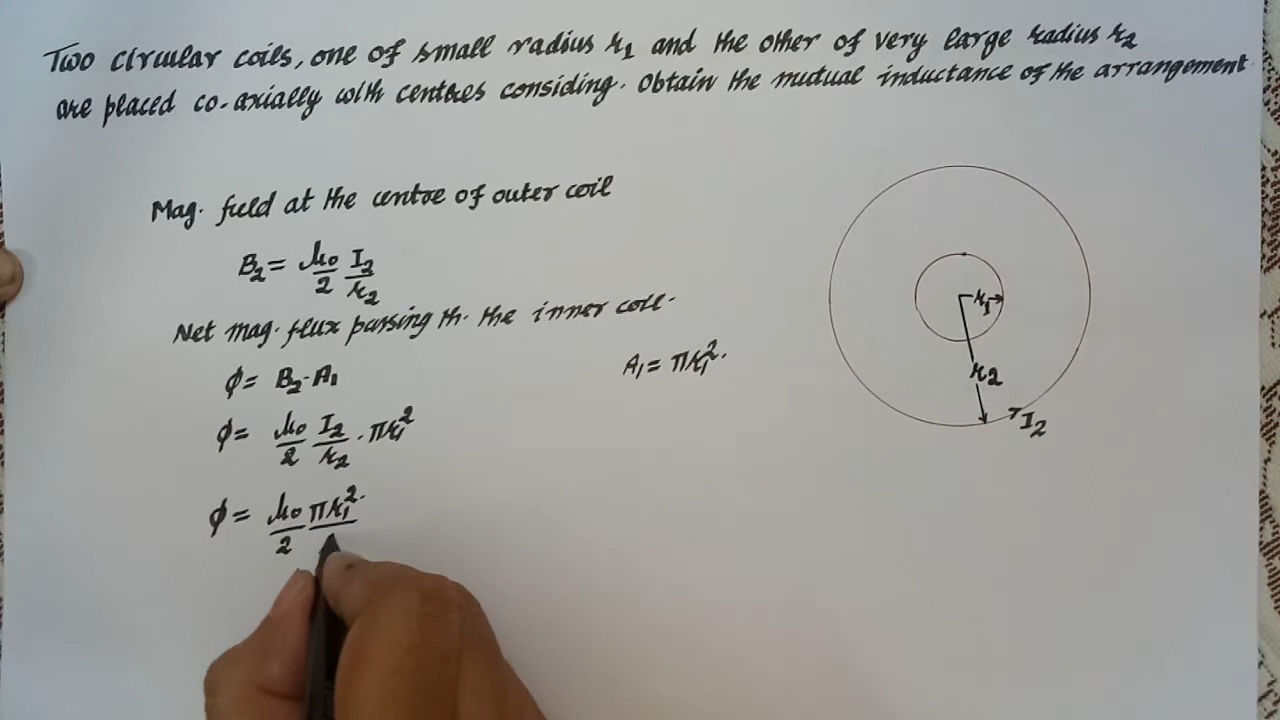 Two circular coils, one of small radius r₁ and the other of very large radius r₂
are placed co-axially with centres considing. Obtain the mutual inductance of the arrangement
Mag. field at the centre of outer coil
B₂ = μ₀/2 I₂/r₂
Net mag. flux passing th. the inner coil.
φ = B₂·A₁
A₁ = πr₁².
φ = μ₀/2 I₂/r₂ · πr₁²
φ = μ₀/2 πr₁²/
r₁
r₂
I₂